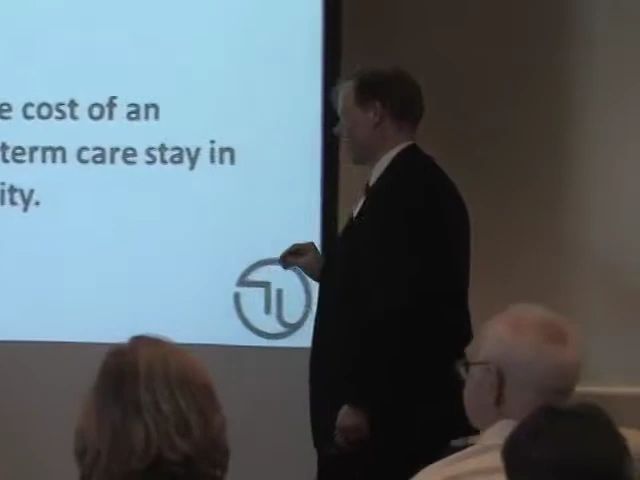 e cost of an
term care stay in
ity.